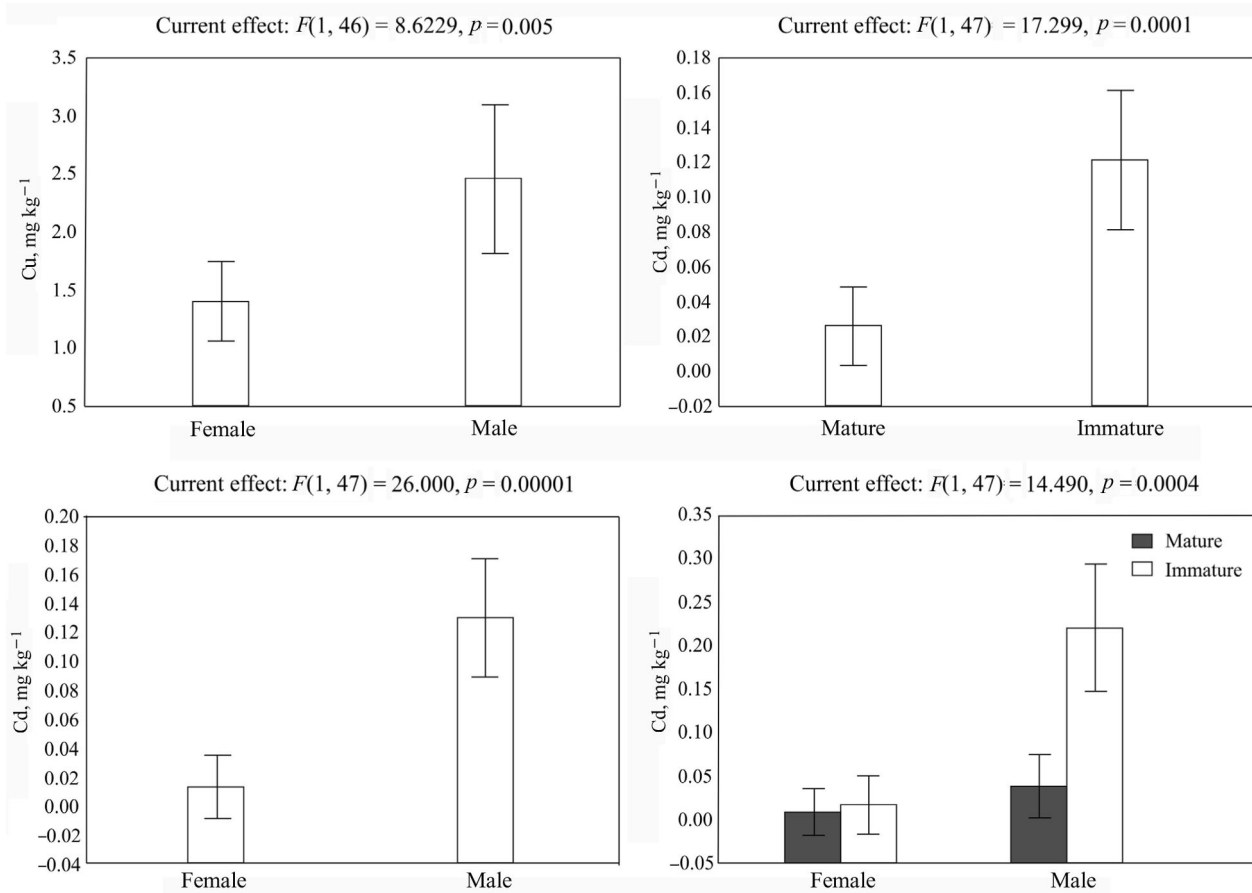 Current effect: F(1, 46) = 8.6229, p = 0.005
Cu, mg kg−1
3.5
3.0
2.5
2.0
1.5
1.0
0.5
Female Male
Current effect: F(1, 47) = 17.299, p = 0.0001
Cd, mg kg−1
0.18
0.16
0.14
0.12
0.10
0.08
0.06
0.04
0.02
0.00
−0.02
Mature Immature
Current effect: F(1, 47) = 26.000, p = 0.00001
Cd, mg kg−1
0.20
0.18
0.16
0.14
0.12
0.10
0.08
0.06
0.04
0.02
0.00
−0.02
−0.04
Female Male
Current effect: F(1, 47) = 14.490, p = 0.0004
Cd, mg kg−1
0.35
0.30
0.25
0.20
0.15
0.10
0.05
0.00
−0.05
Mature
Immature
Female Male